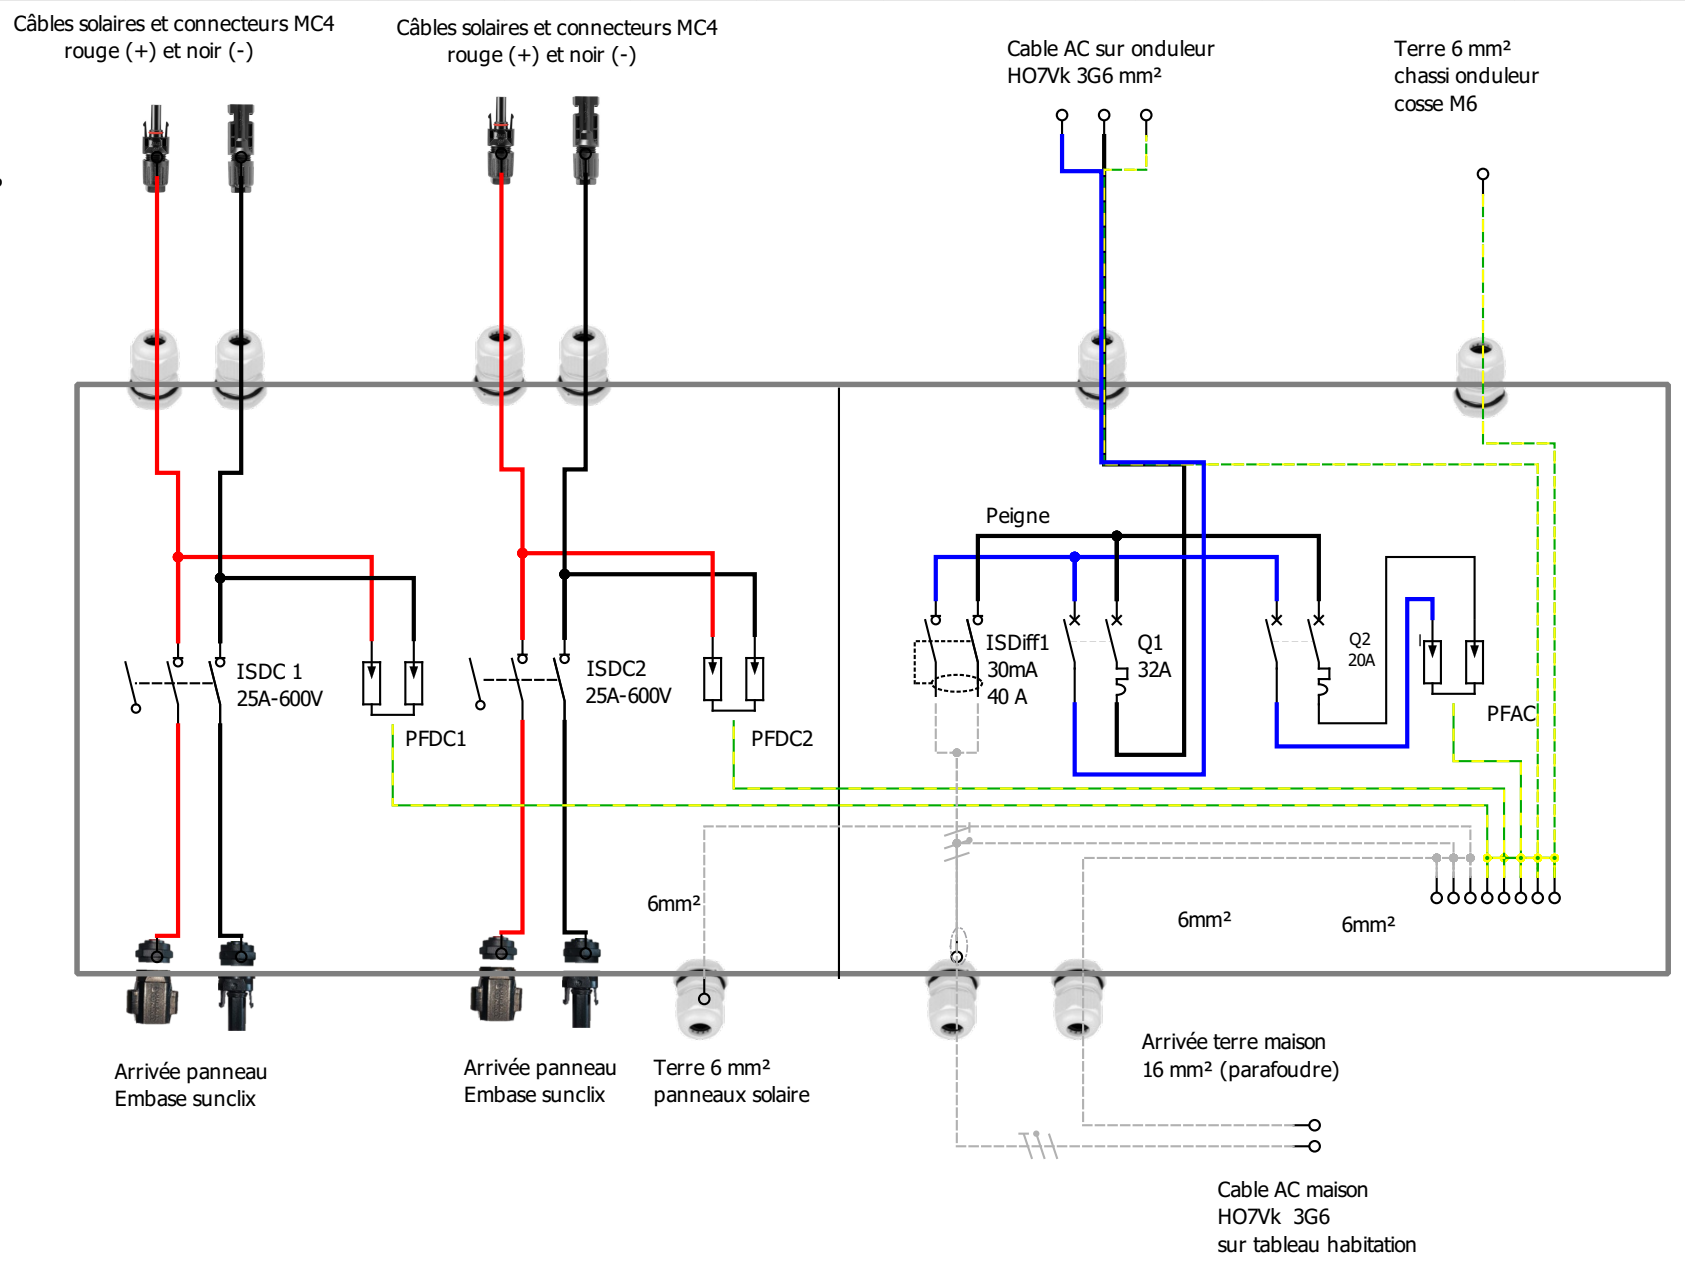 Câbles solaires et connecteurs MC4
rouge (+) et noir (-)
Câbles solaires et connecteurs MC4
rouge (+) et noir (-)
Cable AC sur onduleur
HO7Vk 3G6 mm²
Terre 6 mm²
chassi onduleur
cosse M6
Peigne
ISDC 1
25A-600V
PFDC1
ISDC2
25A-600V
PFDC2
ISDiff1
30mA
40 A
Q1
32A
Q2
20A
PFAC
6mm²
6mm²
6mm²
Arrivée panneau
Embase sunclix
Arrivée panneau
Embase sunclix
Terre 6 mm²
panneaux solaire
Arrivée terre maison
16 mm² (parafoudre)
Cable AC maison
HO7Vk 3G6
sur tableau habitation